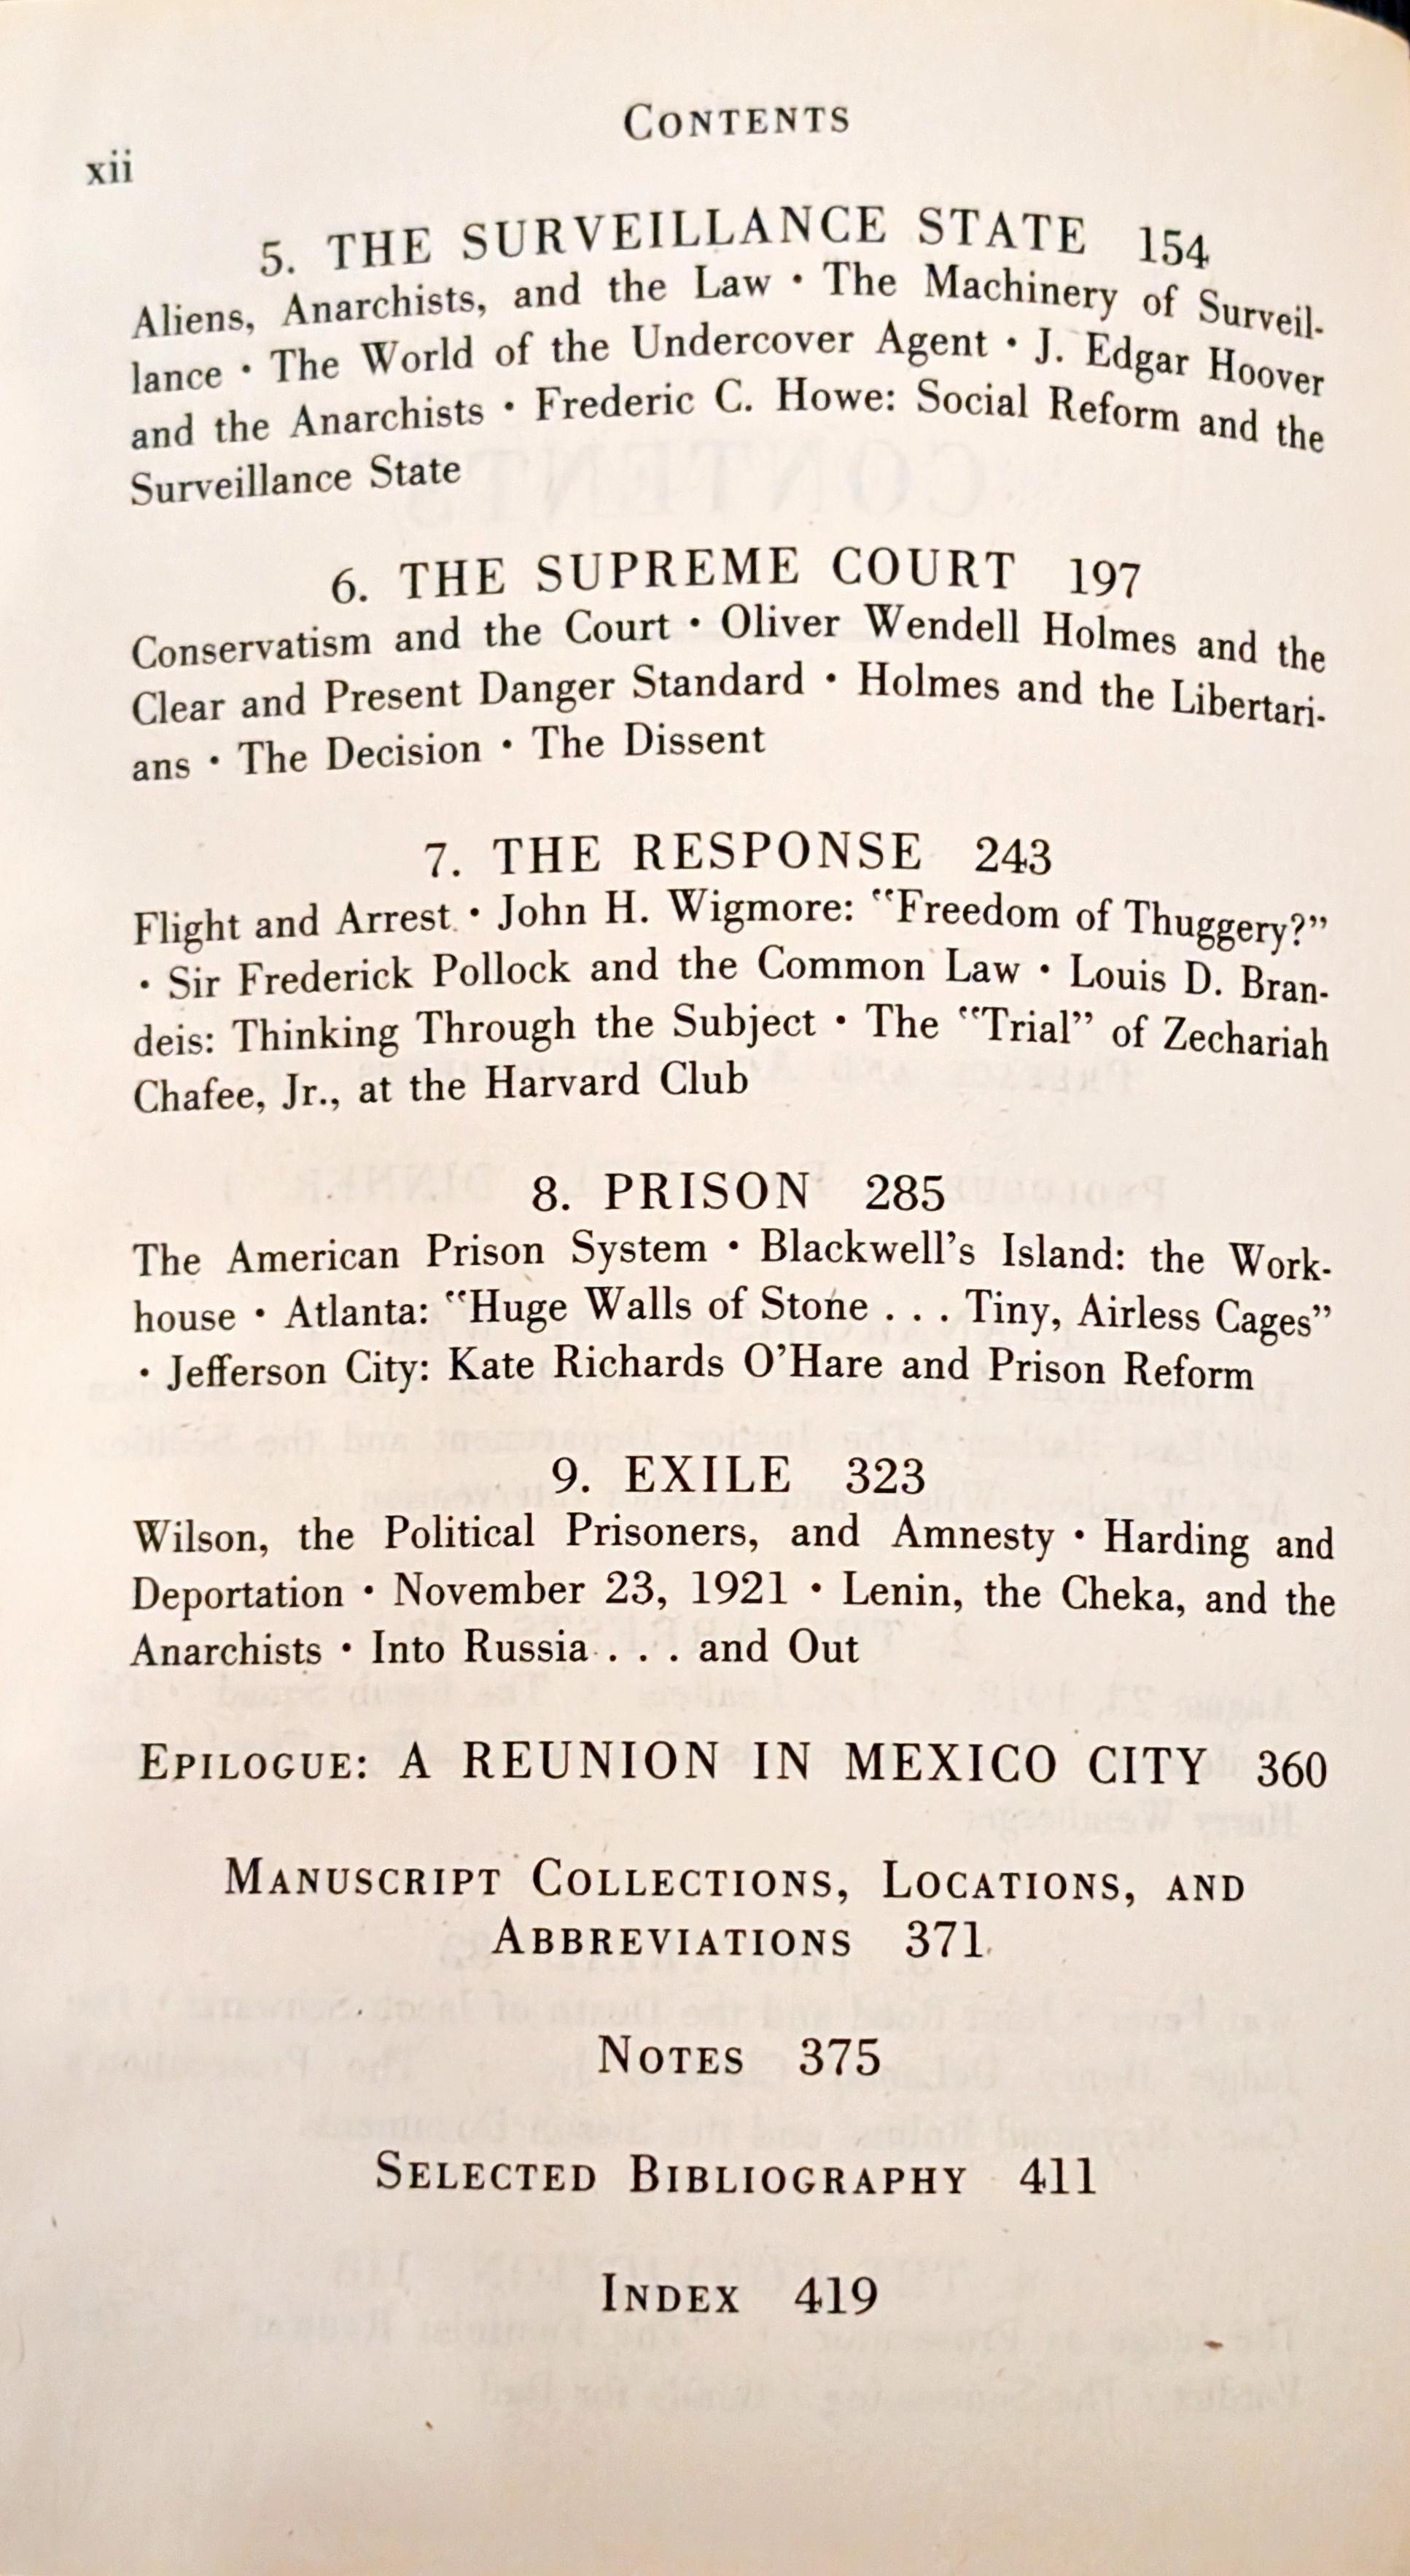 CONTENTS
xii
5. THE SURVEILLANCE STATE 154
Aliens, Anarchists, and the Law • The Machinery of Surveil-
lance • The World of the Undercover Agent • J. Edgar Hoover
and the Anarchists • Frederic C. Howe: Social Reform and the
Surveillance State
6. THE SUPREME COURT 197
Conservatism and the Court • Oliver Wendell Holmes and the
Clear and Present Danger Standard • Holmes and the Libertari-
ans • The Decision • The Dissent
7. THE RESPONSE 243
Flight and Arrest • John H. Wigmore: "Freedom of Thuggery?"
• Sir Frederick Pollock and the Common Law • Louis D. Bran-
deis: Thinking Through the Subject • The "Trial" of Zechariah
Chafee, Jr., at the Harvard Club
8. PRISON 285
The American Prison System • Blackwell's Island: the Work-
house • Atlanta: "Huge Walls of Stone . . . Tiny, Airless Cages"
• Jefferson City: Kate Richards O'Hare and Prison Reform
9. EXILE 323
Wilson, the Political Prisoners, and Amnesty • Harding and
Deportation • November 23, 1921 • Lenin, the Cheka, and the
Anarchists • Into Russia . . . and Out
EPILOGUE: A REUNION IN MEXICO CITY 360
MANUSCRIPT COLLECTIONS, LOCATIONS, AND
ABBREVIATIONS 371
NOTES 375
SELECTED BIBLIOGRAPHY 411
INDEX 419